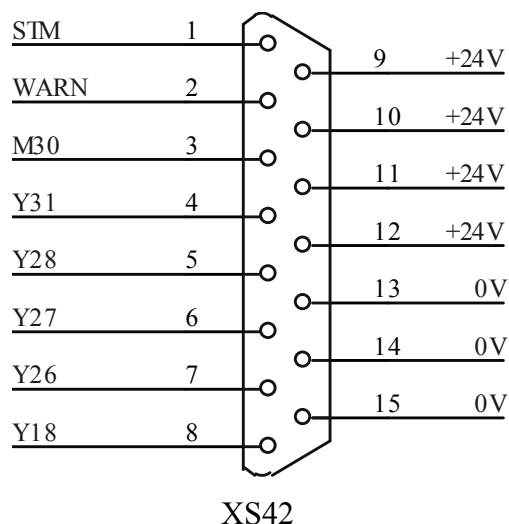 STM 1
9 +24V
WARN 2
10 +24V
M30 3
11 +24V
Y31 4
12 +24V
Y28 5
13 0V
Y27 6
14 0V
Y26 7
15 0V
Y18 8
XS42